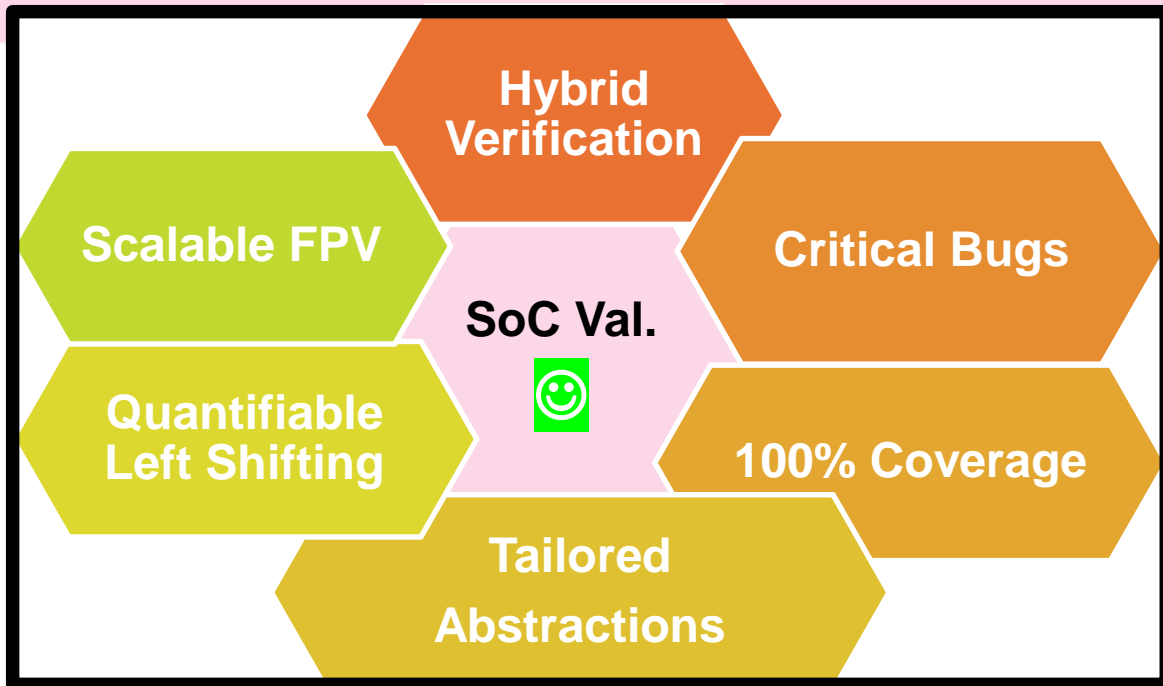 Hybrid
Verification
Scalable FPV
Critical Bugs
SoC Val.
Quantifiable
Left Shifting
100% Coverage
Tailored
Abstractions